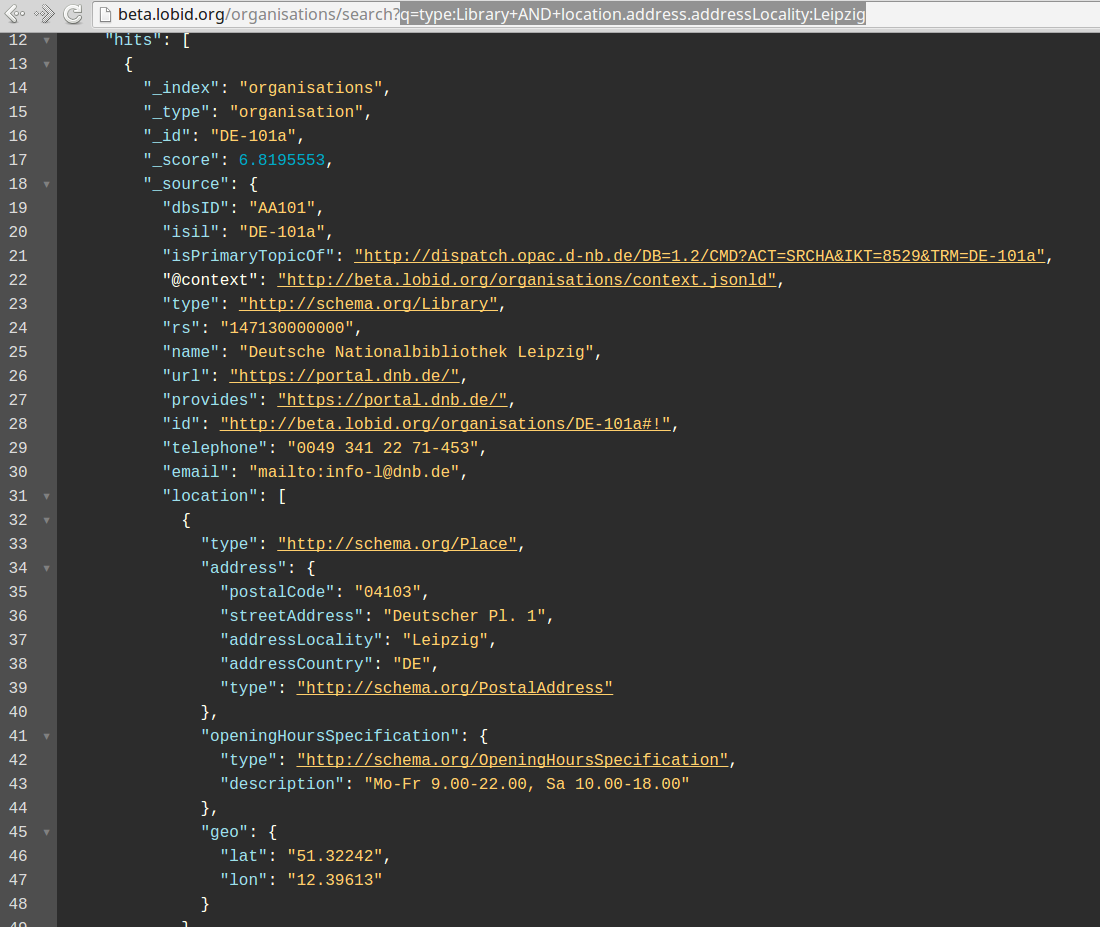 beta.lobid.org/organisations/search?q=type:Library+AND+location.address.addressLocality:Leipzig
12 "hits": [
13 {
14 "_index": "organisations",
15 "_type": "organisation",
16 "_id": "DE-101a",
17 "_score": 6.8195553,
18 "_source": {
19 "dbsID": "AA101",
20 "isil": "DE-101a",
21 "isPrimaryTopicOf": "http://dispatch.opac.d-nb.de/DB=1.2/CMD?ACT=SRCHA&IKT=8529&TRM=DE-101a",
22 "@context": "http://beta.lobid.org/organisations/context.jsonld",
23 "type": "http://schema.org/Library",
24 "rs": "147130000000",
25 "name": "Deutsche Nationalbibliothek Leipzig",
26 "url": "https://portal.dnb.de/",
27 "provides": "https://portal.dnb.de/",
28 "id": "http://beta.lobid.org/organisations/DE-101a#!",
29 "telephone": "0049 341 22 71-453",
30 "email": "mailto:info-l@dnb.de",
31 "location": [
32 {
33 "type": "http://schema.org/Place",
34 "address": {
35 "postalCode": "04103",
36 "streetAddress": "Deutscher Pl. 1",
37 "addressLocality": "Leipzig",
38 "addressCountry": "DE",
39 "type": "http://schema.org/PostalAddress"
40 },
41 "openingHoursSpecification": {
42 "type": "http://schema.org/OpeningHoursSpecification",
43 "description": "Mo-Fr 9.00-22.00, Sa 10.00-18.00"
44 },
45 "geo": {
46 "lat": "51.32242",
47 "lon": "12.39613"
48 }
49 }